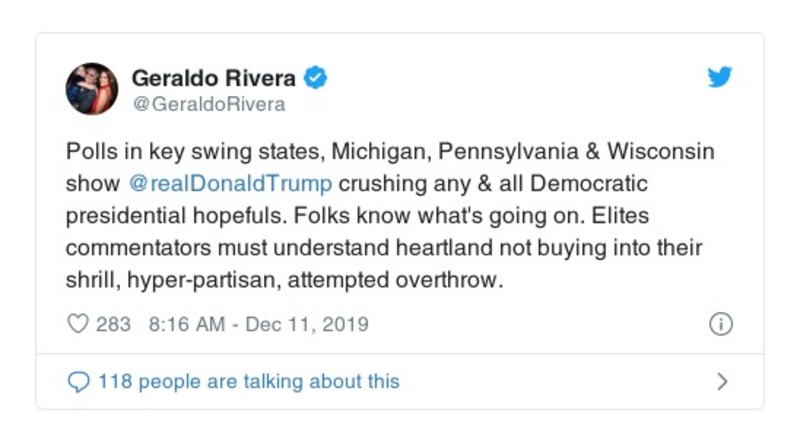 Geraldo Rivera
@GeraldoRivera
Polls in key swing states, Michigan, Pennsylvania & Wisconsin
show @realDonaldTrump crushing any & all Democratic
presidential hopefuls. Folks know what's going on. Elites
commentators must understand heartland not buying into their
shrill, hyper-partisan, attempted overthrow.
283 8:16 AM - Dec 11, 2019
118 people are talking about this